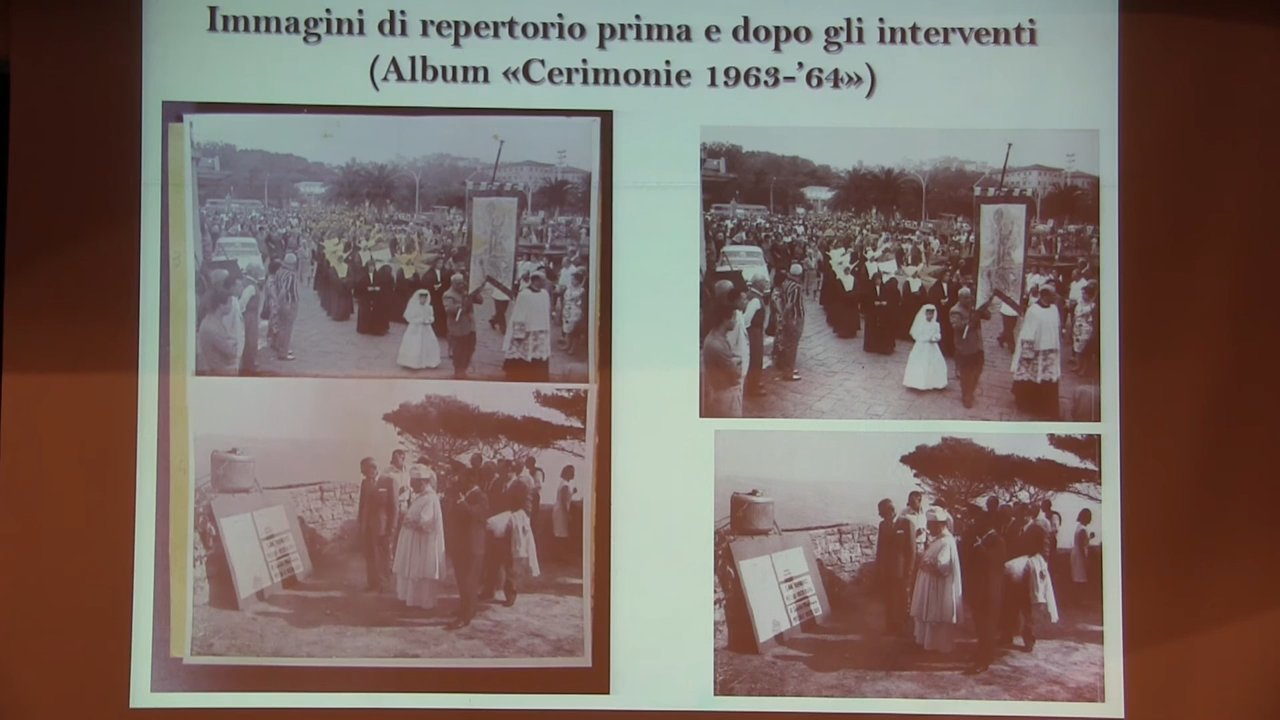 Immagini di repertorio prima e dopo gli interventi
(Album «Cerimonie 1963-’64»)